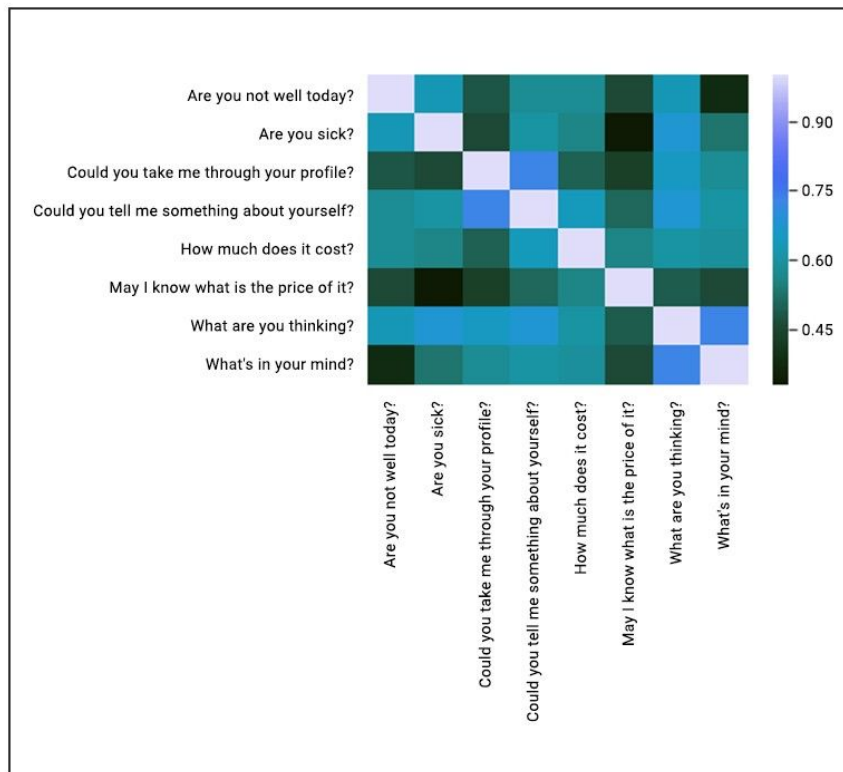 Are you not well today?
Are you sick?
Could you take me through your profile?
Could you tell me something about yourself?
How much does it cost?
May I know what is the price of it?
What are you thinking?
What's in your mind?
0.90
0.75
0.60
0.45
Are you not well today?
Are you sick?
Could you take me through your profile?
Could you tell me something about yourself?
How much does it cost?
May I know what is the price of it?
What are you thinking?
What's in your mind?